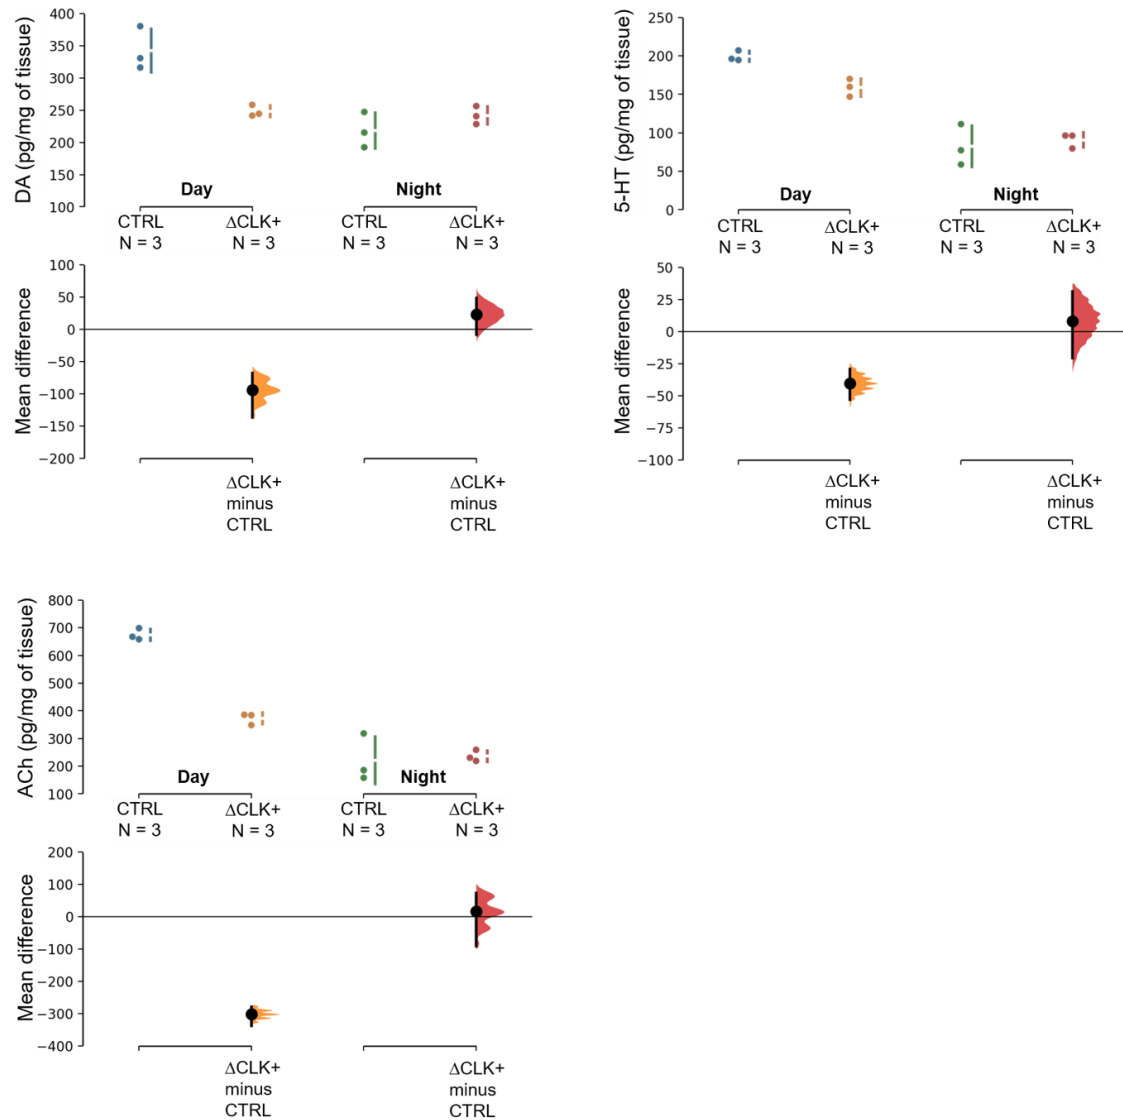 DA (pg/mg of tissue)
400
350
300
250
200
150
100
Day
Night
CTRL
N = 3
ΔCLK+
N = 3
CTRL
N = 3
ΔCLK+
N = 3
Mean difference
100
50
0
−50
−100
−150
−200
ΔCLK+
minus
CTRL
ΔCLK+
minus
CTRL
5-HT (pg/mg of tissue)
250
200
150
100
50
0
Day
Night
CTRL
N = 3
ΔCLK+
N = 3
CTRL
N = 3
ΔCLK+
N = 3
Mean difference
50
25
0
−25
−50
−75
−100
ΔCLK+
minus
CTRL
ΔCLK+
minus
CTRL
ACh (pg/mg of tissue)
800
700
600
500
400
300
200
100
Day
Night
CTRL
N = 3
ΔCLK+
N = 3
CTRL
N = 3
ΔCLK+
N = 3
Mean difference
200
100
0
−100
−200
−300
−400
ΔCLK+
minus
CTRL
ΔCLK+
minus
CTRL